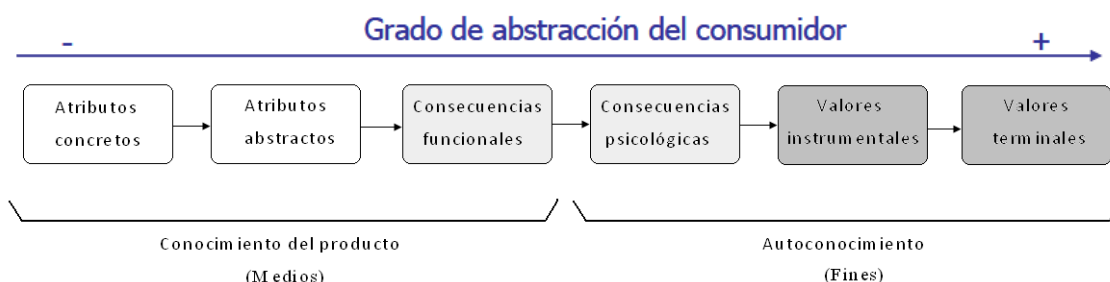 Grado de abstracción del consumidor
- +
Atributos
concretos
Atributos
abstractos
Consecuencias
funcionales
Consecuencias
psicológicas
Valores
instrumentales
Valores
terminales
Conocimiento del producto
(Medios)
Autoconocimiento
(Fines)